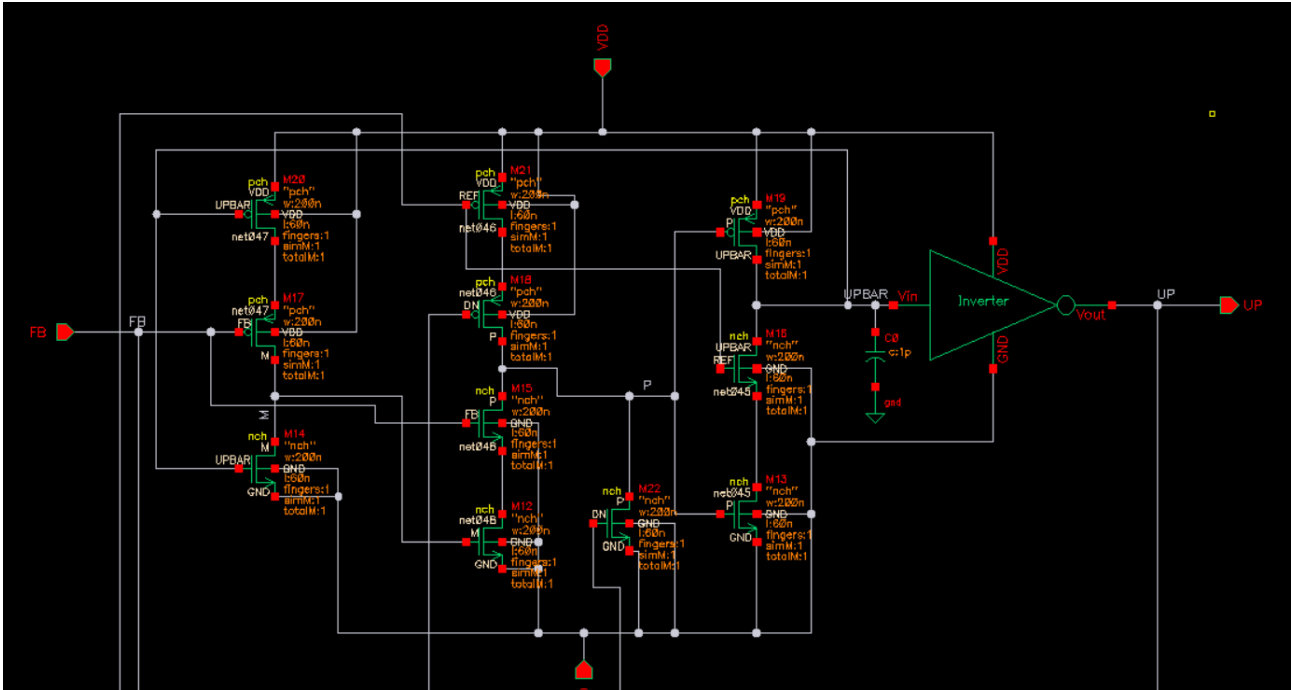 VDD
pch
M20
VDD
"pch"
w:200n
UPBAR
VDD
l:60n
net047
fingers:1
simM:1
totalM:1
pch
M21
VDD
"pch"
w:200n
REF
VDD
l:60n
net046
fingers:1
simM:1
totalM:1
pch
M19
VDD
"pch"
w:200n
P
VDD
l:60n
UPBAR
fingers:1
simM:1
totalM:1
pch
M17
net047
"pch"
w:200n
FB
VDD
l:60n
M
fingers:1
simM:1
totalM:1
pch
M18
net046
"pch"
w:200n
DN
VDD
l:60n
P
fingers:1
simM:1
totalM:1
FB
FB
UPBAR
Vin
VDD
Inverter
GND
Vout
UP
UP
C0
c:1p
gnd
nch
M16
UPBAR
"nch"
w:200n
REF
GND
l:60n
net045
fingers:1
simM:1
totalM:1
M
P
nch
M15
P
"nch"
w:200n
FB
GND
l:60n
fingers:1
simM:1
totalM:1
nch
M14
M
"nch"
w:200n
UPBAR
GND
l:60n
GND
fingers:1
simM:1
totalM:1
nch
M12
"nch"
w:200n
M
GND
l:60n
GND
fingers:1
simM:1
totalM:1
nch
M22
P
"nch"
w:200n
DN
GND
l:60n
GND
fingers:1
simM:1
totalM:1
nch
M13
net045
"nch"
w:200n
P
GND
l:60n
GND
fingers:1
simM:1
totalM:1